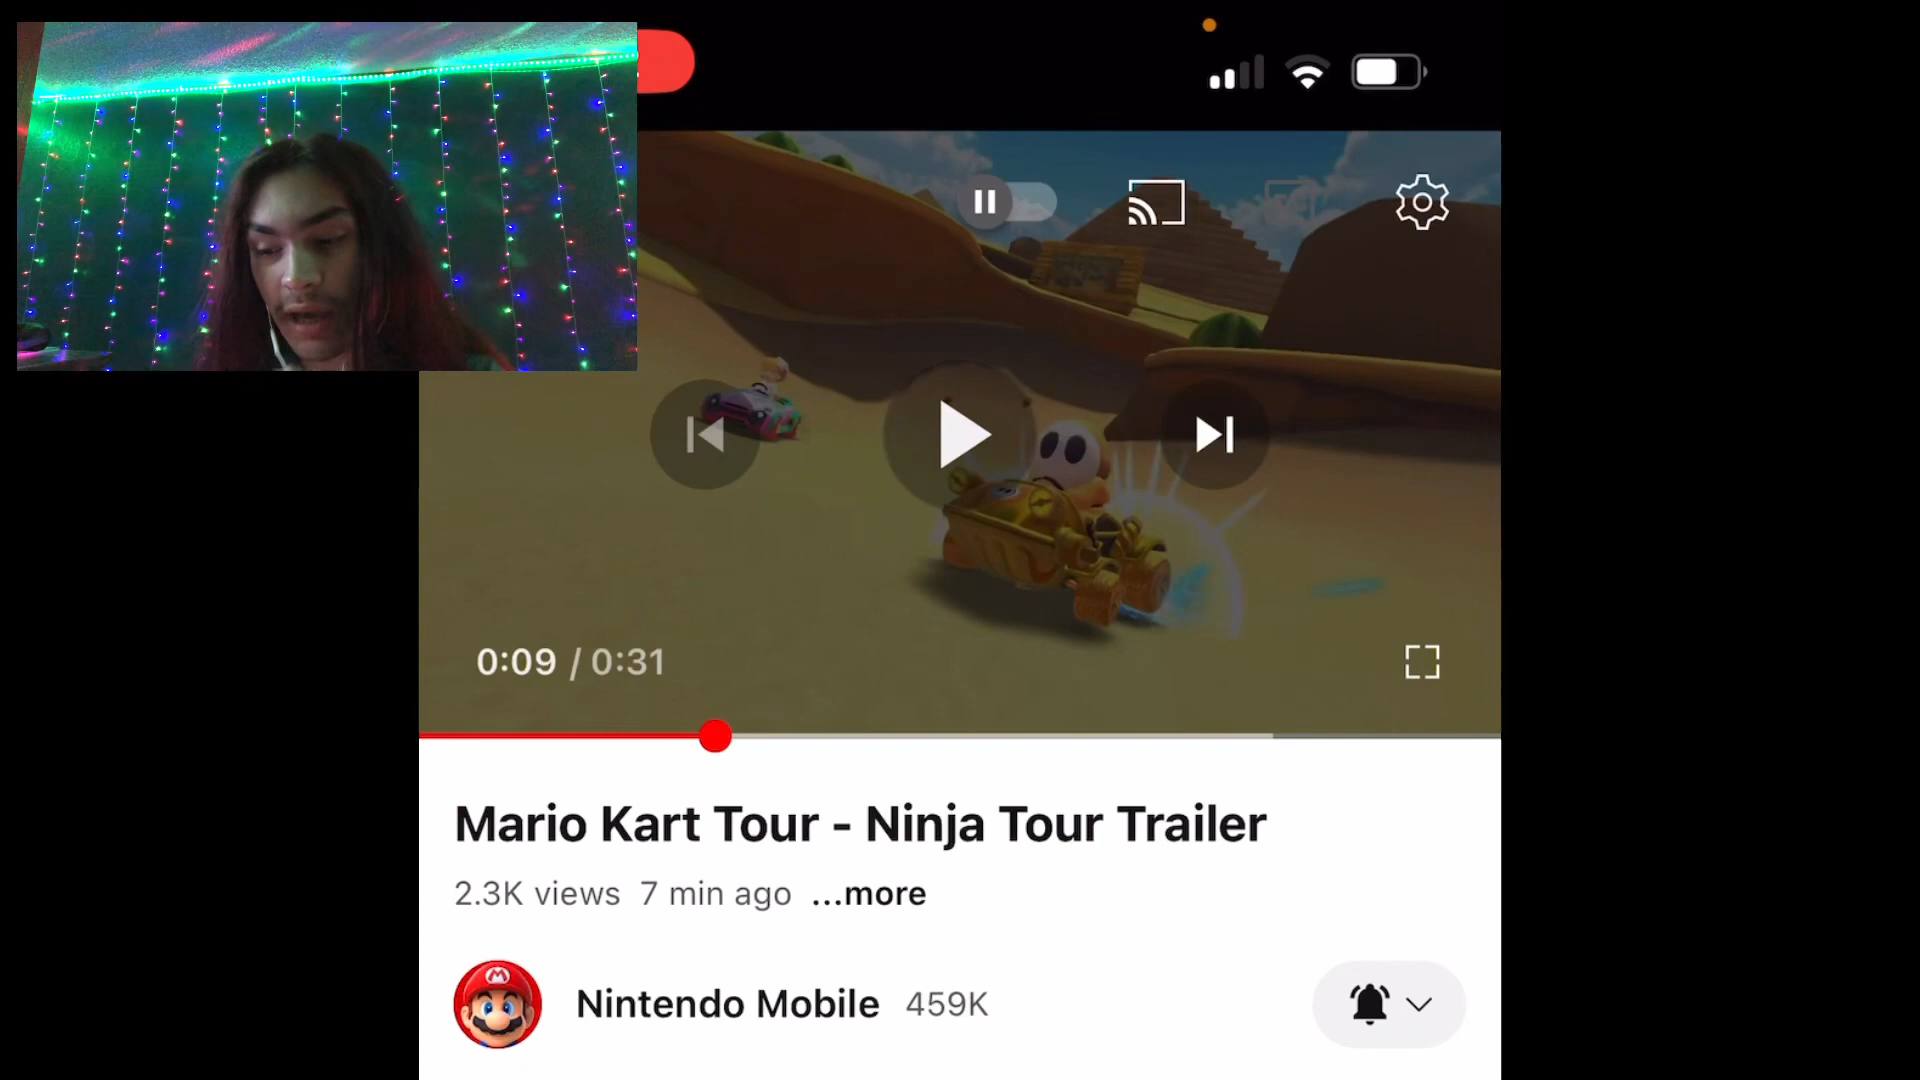 0:09 / 0:31
Mario Kart Tour - Ninja Tour Trailer
2.3K views 7 min ago ...more
Nintendo Mobile 459K